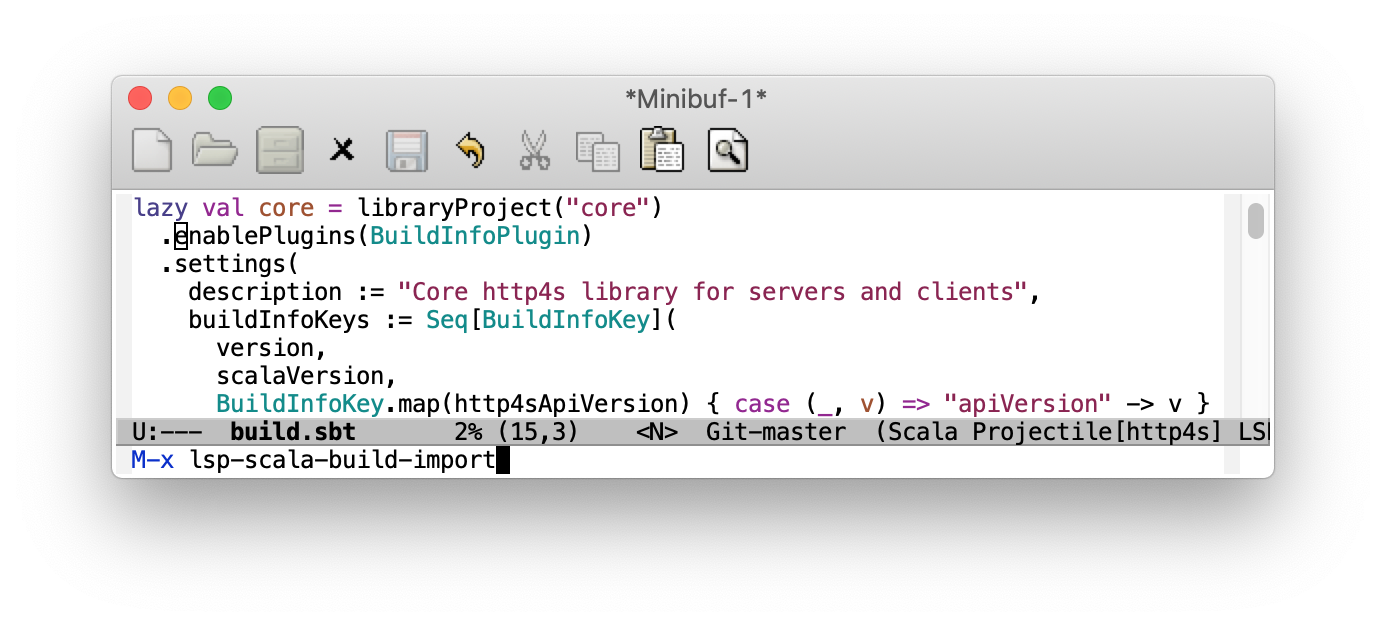 *Minibuf-1*
lazy val core = libraryProject("core")
  .enablePlugins(BuildInfoPlugin)
  .settings(
    description := "Core http4s library for servers and clients",
    buildInfoKeys := Seq[BuildInfoKey](
      version,
      scalaVersion,
      BuildInfoKey.map(http4sApiVersion) { case (_, v) => "apiVersion" -> v }
U:---  build.sbt       2% (15,3)    <N>  Git-master  (Scala Projectile[http4s] LS
M-x lsp-scala-build-import